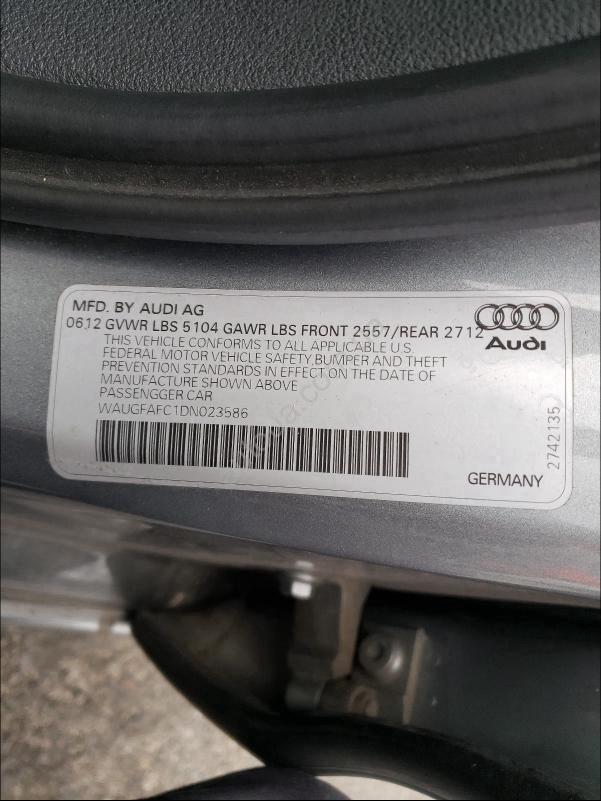 MFD. BY AUDI AG
0612 GVWR LBS 5104 GAWR LBS FRONT 2557/REAR 2712
THIS VEHICLE CONFORMS TO ALL APPLICABLE U.S.
FEDERAL MOTOR VEHICLE SAFETY,BUMPER AND THEFT
PREVENTION STANDARDS IN EFFECT ON THE DATE OF
MANUFACTURE SHOWN ABOVE
PASSENGGER CAR
WAUGFAFC1DN023586
Audi
2742135
GERMANY